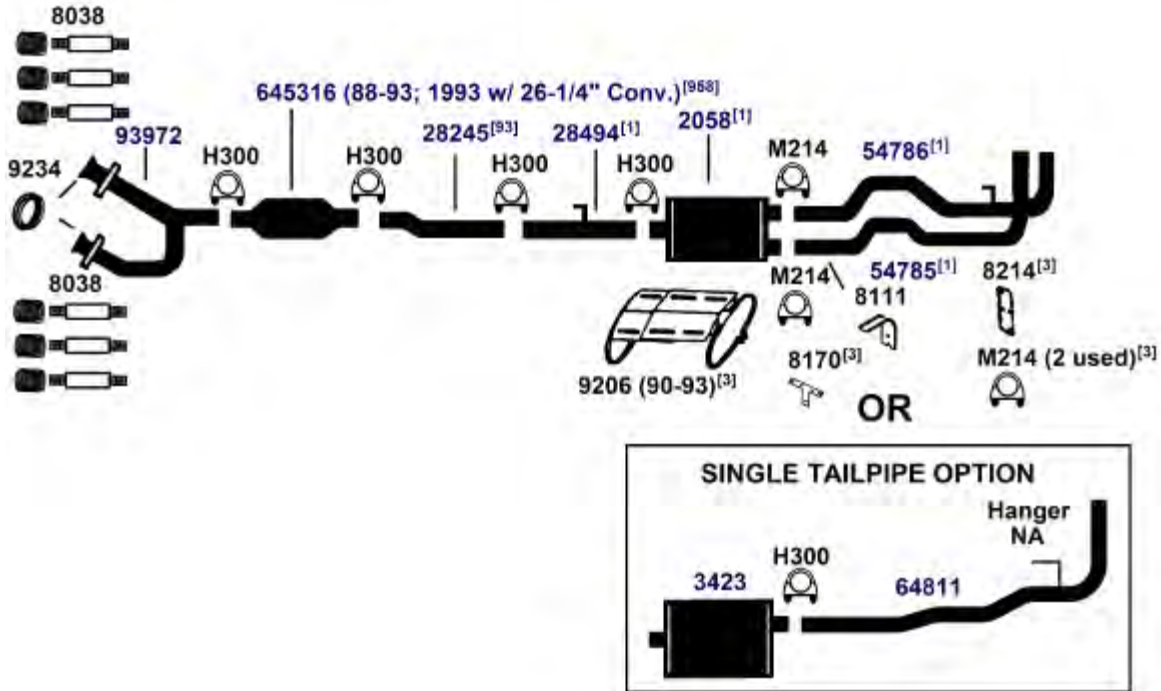 8038
645316 (88-93; 1993 w/ 26-1/4" Conv.)[958]
93972
28245[93]
28494[1]
2058[1]
9234
H300
H300
H300
H300
M214
54786[1]
8038
M214
54785[1]
8214[3]
8111
9206 (90-93)[3]
8170[3]
M214 (2 used)[3]
OR
SINGLE TAILPIPE OPTION
Hanger
NA
H300
3423
64811